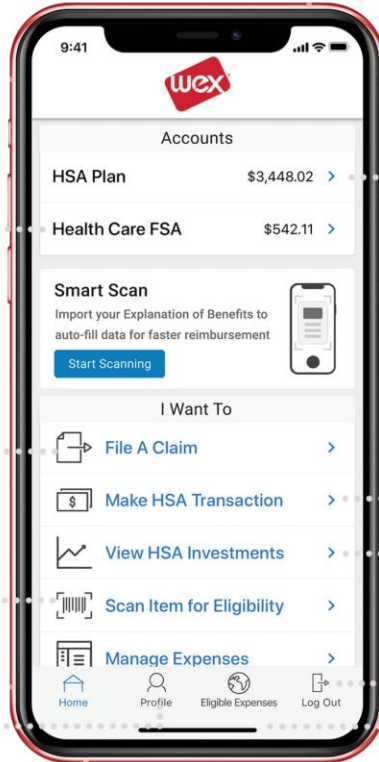 9:41
wex
Accounts
HSA Plan $3,448.02
Health Care FSA $542.11
Smart Scan
Import your Explanation of Benefits to
auto-fill data for faster reimbursement
Start Scanning
I Want To
$
File A Claim
Make HSA Transaction
View HSA Investments
Scan Item for Eligibility
Manage Expenses
Home Profile Eligible Expenses Log Out